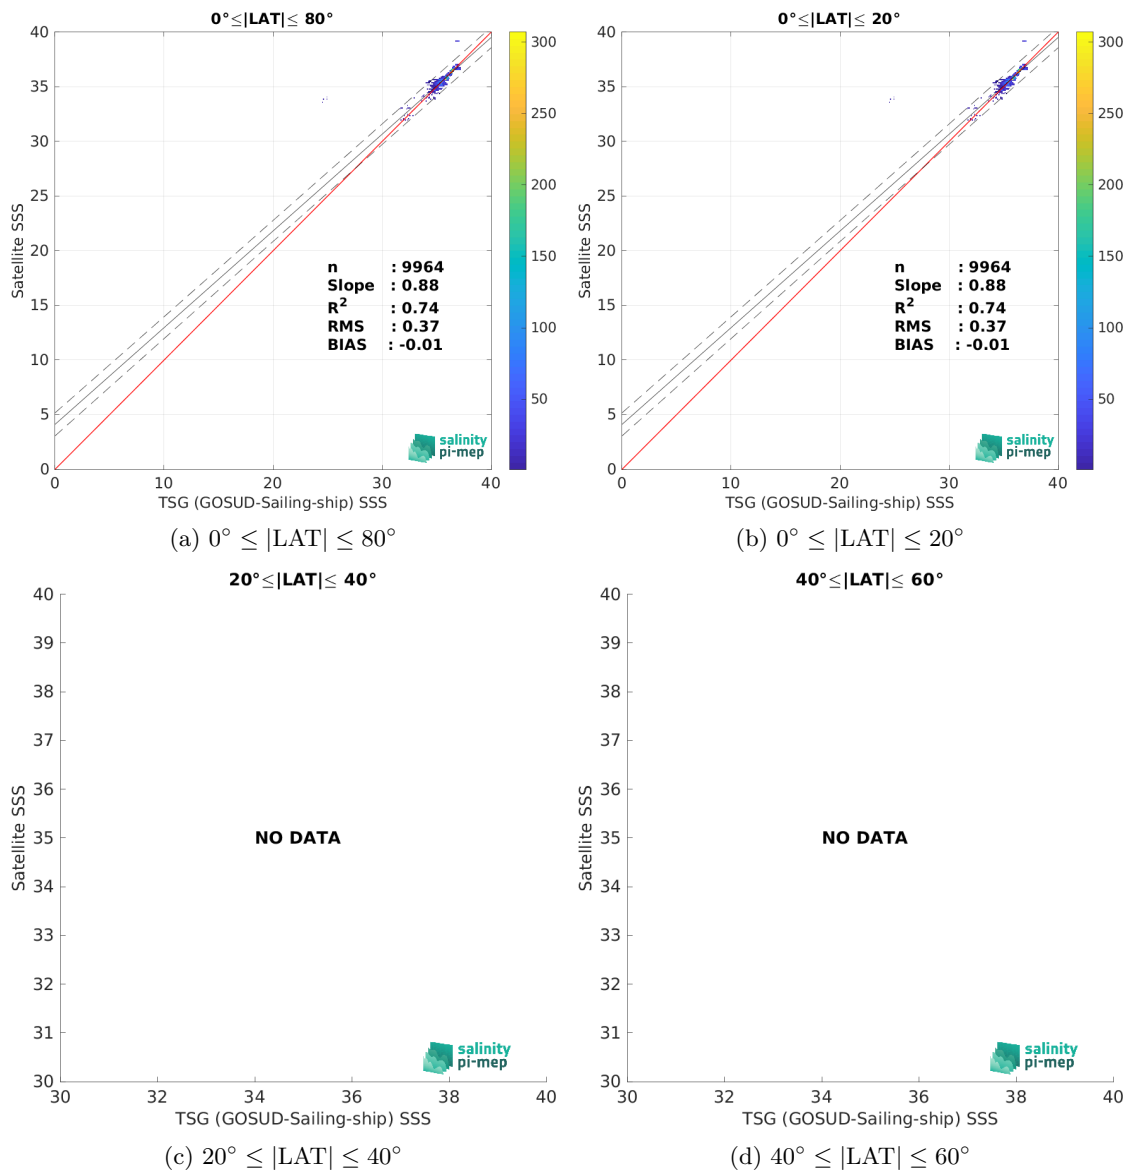 0°≤|LAT|≤ 80°
40
35
30
25
20
15
10
5
0
Satellite SSS
n : 9964
Slope : 0.88
R² : 0.74
RMS : 0.37
BIAS : -0.01
salinity
pi-mep
0 10 20 30 40
TSG (GOSUD-Sailing-ship) SSS
300
250
200
150
100
50
(a) 0° ≤ |LAT| ≤ 80°
0°≤|LAT|≤ 20°
40
35
30
25
20
15
10
5
0
Satellite SSS
n : 9964
Slope : 0.88
R² : 0.74
RMS : 0.37
BIAS : -0.01
salinity
pi-mep
0 10 20 30 40
TSG (GOSUD-Sailing-ship) SSS
300
250
200
150
100
50
(b) 0° ≤ |LAT| ≤ 20°
20°≤|LAT|≤ 40°
40
39
38
37
36
35
34
33
32
31
30
Satellite SSS
NO DATA
salinity
pi-mep
30 32 34 36 38 40
TSG (GOSUD-Sailing-ship) SSS
(c) 20° ≤ |LAT| ≤ 40°
40°≤|LAT|≤ 60°
40
39
38
37
36
35
34
33
32
31
30
Satellite SSS
NO DATA
salinity
pi-mep
30 32 34 36 38 40
TSG (GOSUD-Sailing-ship) SSS
(d) 40° ≤ |LAT| ≤ 60°